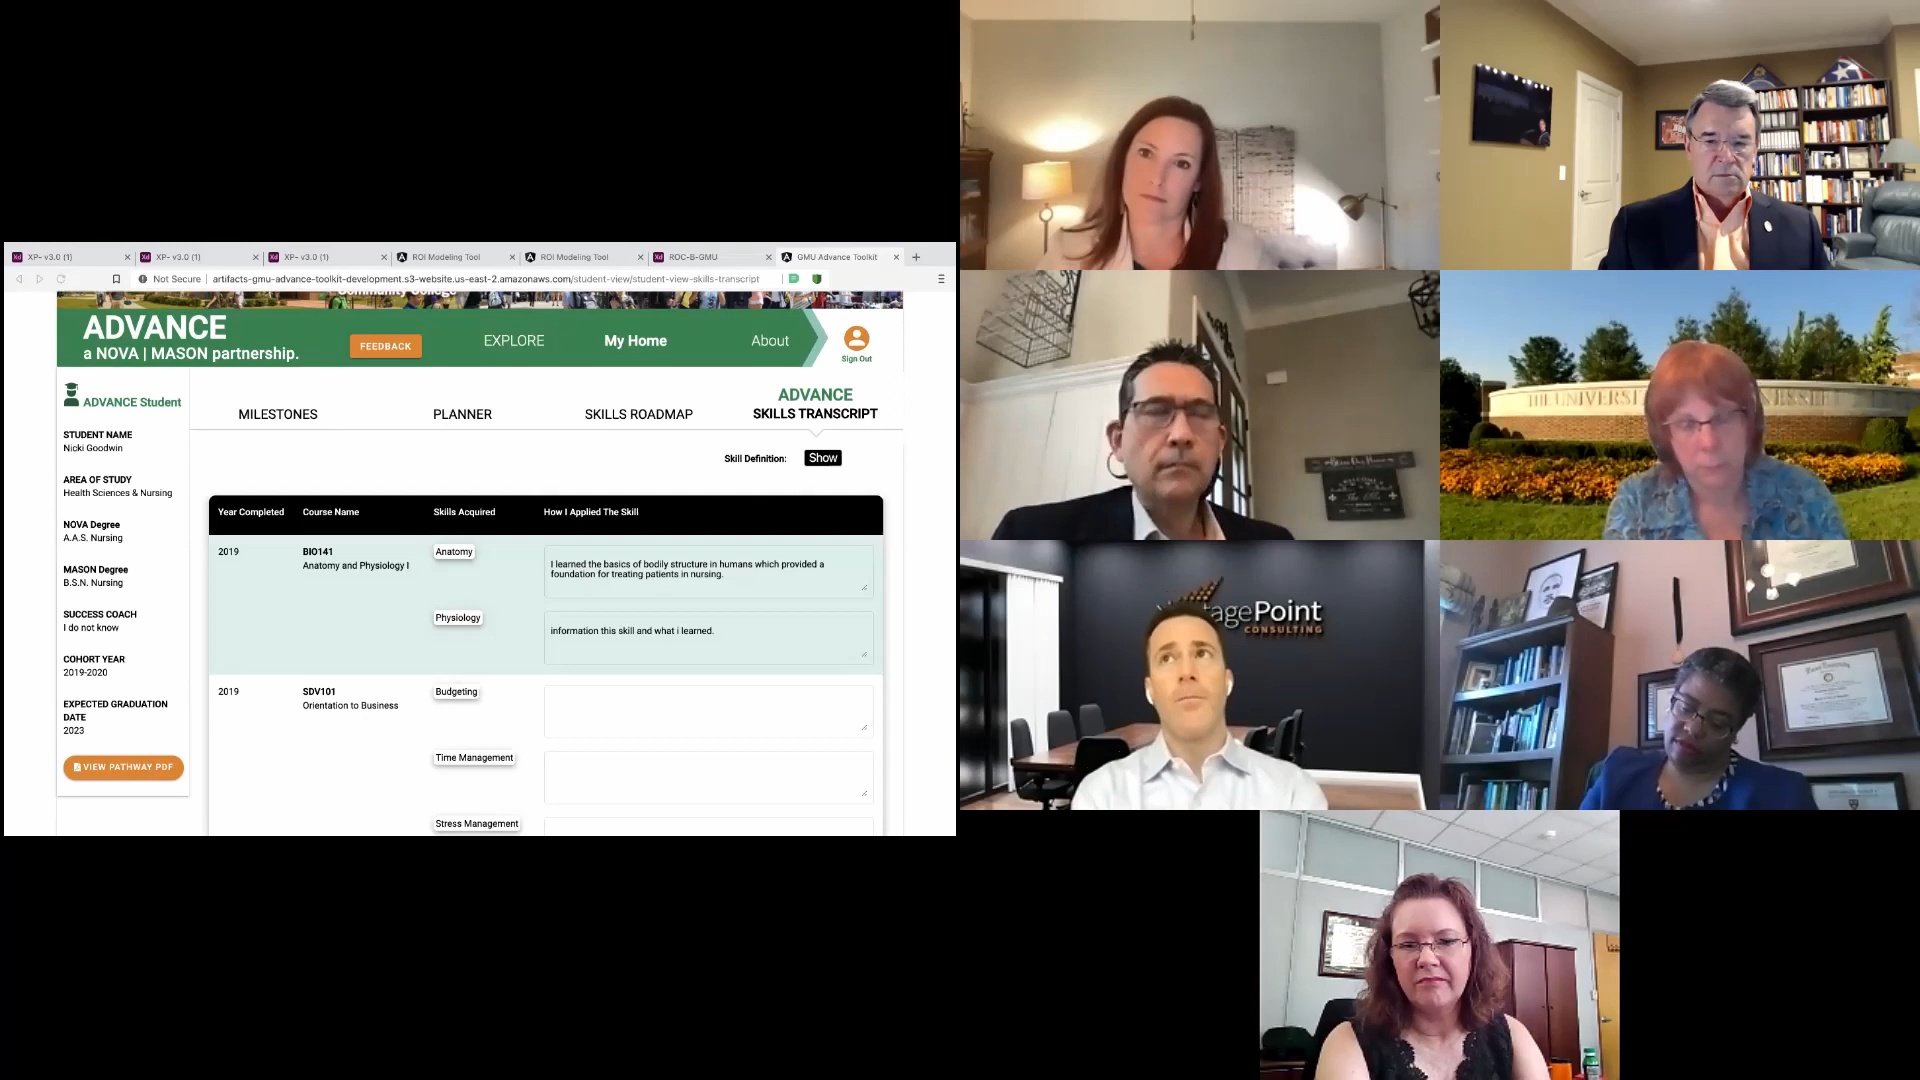 XP- v3.0 (1)
XP- v3.0 (1)
XP- v3.0 (1)
ROI Modeling Tool
ROI Modeling Tool
ROC-B-GMU
GMU Advance Toolkit
Not Secure
artifacts-gmu-advance-toolkit-development.s3-website.us-east-2.amazonaws.com/student-view/student-view-skills-transcript
Community College
ADVANCE
a NOVA | MASON partnership.
FEEDBACK
EXPLORE
My Home
About
Sign Out
ADVANCE Student
STUDENT NAME
Nicki Goodwin
AREA OF STUDY
Health Sciences & Nursing
NOVA Degree
A.A.S. Nursing
MASON Degree
B.S.N. Nursing
SUCCESS COACH
I do not know
COHORT YEAR
2019-2020
EXPECTED GRADUATION
DATE
2023
VIEW PATHWAY PDF
MILESTONES
PLANNER
SKILLS ROADMAP
ADVANCE
SKILLS TRANSCRIPT
Skill Definition:
Show
Year Completed
Course Name
Skills Acquired
How I Applied The Skill
2019
BIO141
Anatomy and Physiology I
Anatomy
I learned the basics of bodily structure in humans which provided a
foundation for treating patients in nursing.
Physiology
information this skill and what i learned.
2019
SDV101
Orientation to Business
Budgeting
Time Management
Stress Management
THE UNIVERSI
tagePoint
CONSULTING